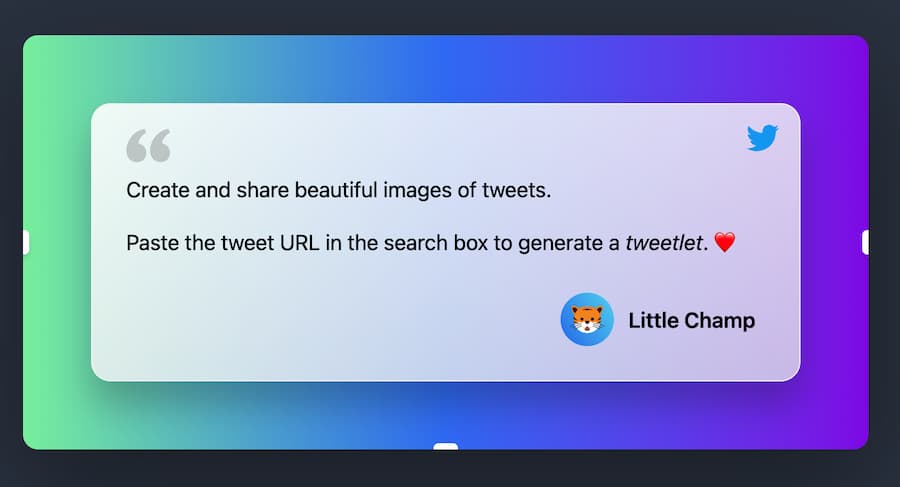 “
Create and share beautiful images of tweets.
Paste the tweet URL in the search box to generate a tweetlet. ❤️
Little Champ